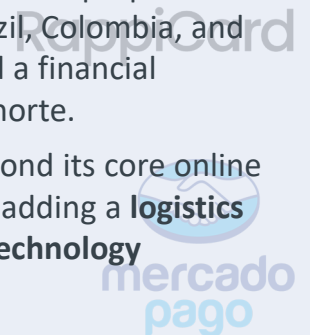 zil, Colombia, and
RappiCard
a financial
norte.
ond its core online
adding a logistics
echnology
mercado
pago